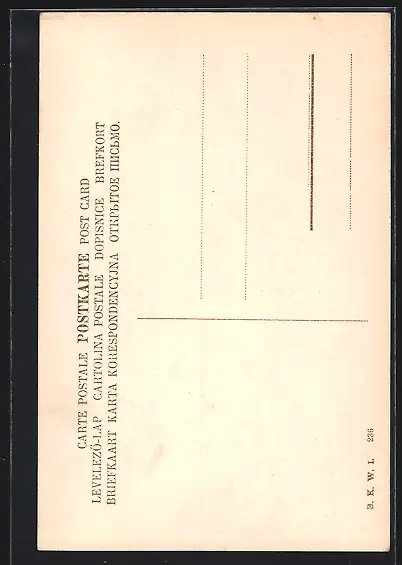 CARTE POSTALE POSTKARTE POST CARD
LEVELEZŐ-LAP CARTOLINA POSTALE DOPISNICE BREFKORT
BRIEFKAART KARTA KORESPONDENCYJNA ОТКРЫТОЕ ПИСЬМО.
B. K. W. I. 236